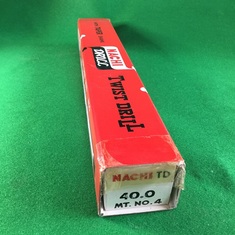 NACHI
DRILL
TWIST DRILL
NACHI TD
40.0
MT. NO. 4